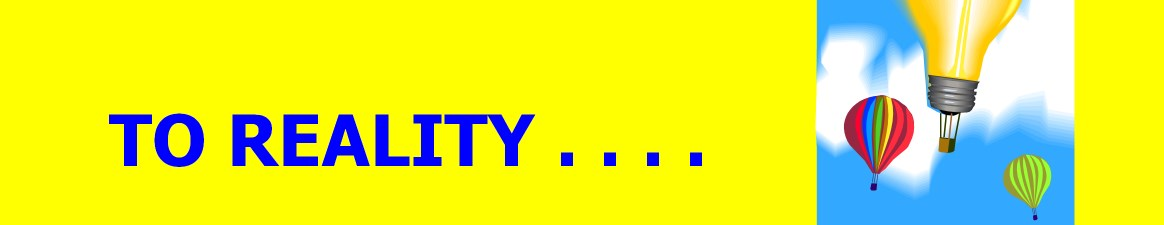 TO REALITY . . . .